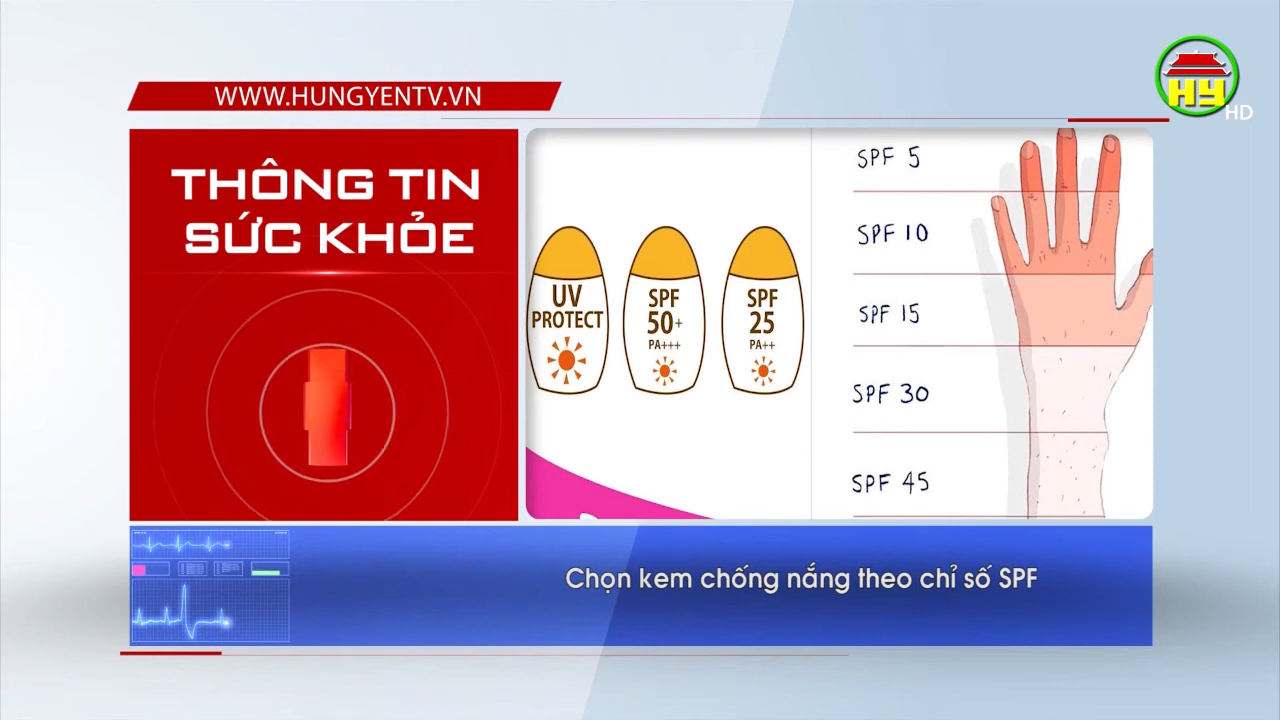 WWW.HUNGYENTV.VN
HY
HD
THÔNG TIN
SỨC KHỎE
UV
PROTECT
SPF
50+
PA+++
SPF
25
PA++
SPF 5
SPF 10
SPF 15
SPF 30
SPF 45
Chọn kem chống nắng theo chỉ số SPF